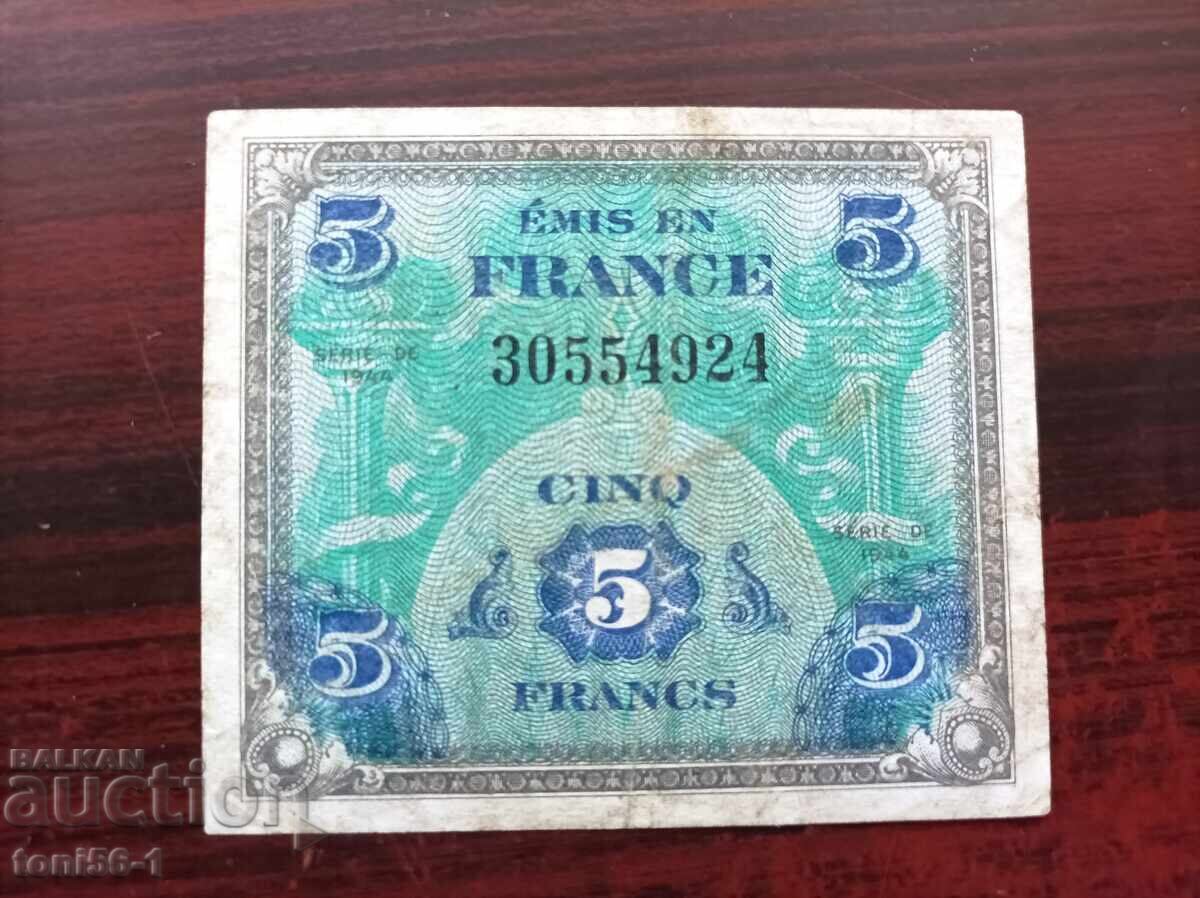 5 ÉMIS EN 5
FRANCE
30554924
SÉRIE DE
1944
CINQ
SÉRIE DE
1944
5
5 5
FRANCS
BALKAN
auction
toni56-1